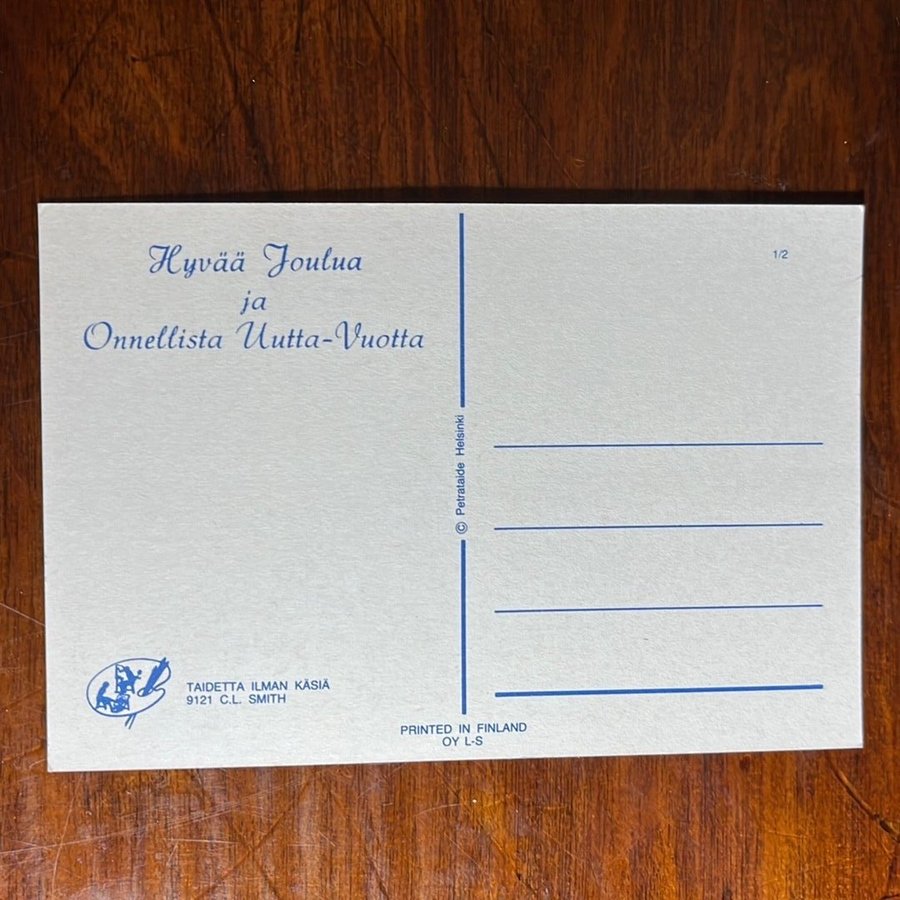 Hyvää Joulua
ja
Onnellista Uutta-Vuotta
1/2
© Petrataide Helsinki
TAIDETTA ILMAN KÄSIÄ
9121 C.L. SMITH
PRINTED IN FINLAND
OY L-S